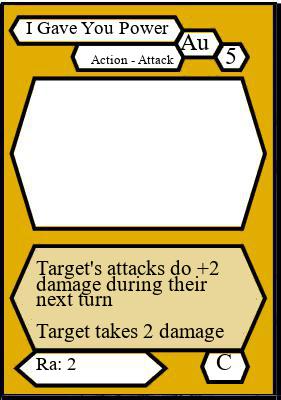 I Gave You Power
Au
Action - Attack
5
Target's attacks do +2
damage during their
next turn
Target takes 2 damage
Ra: 2
C